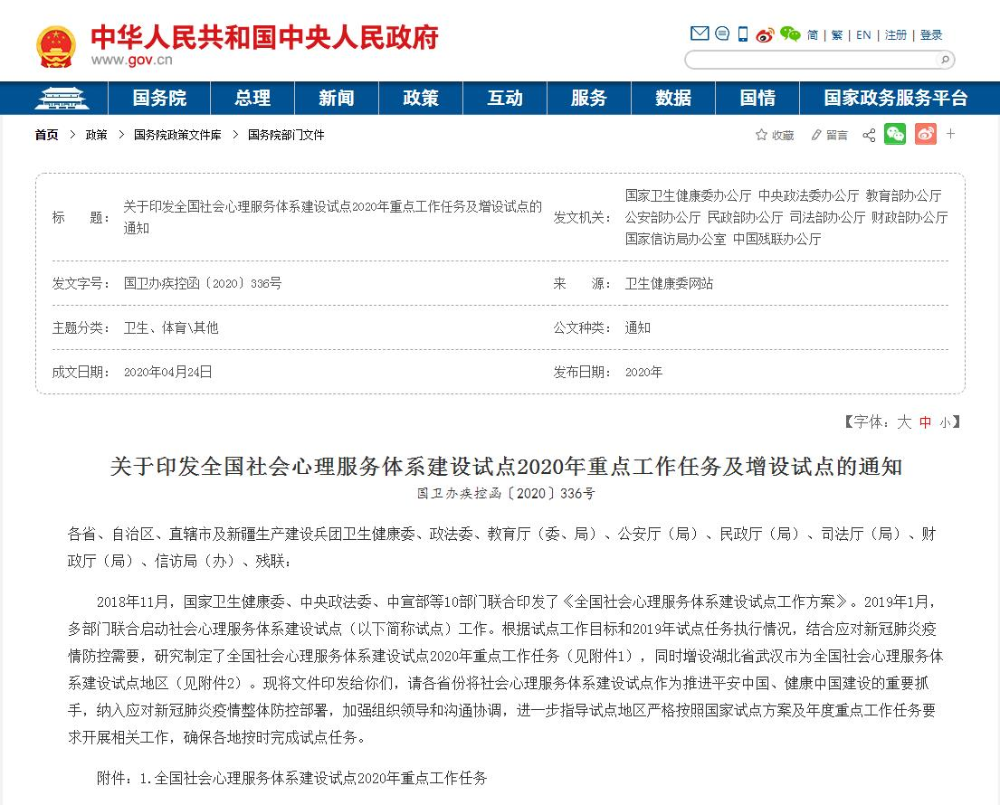 中华人民共和国中央人民政府
www.gov.cn
简 | 繁 | EN | 注册 | 登录
国务院 总理 新闻 政策 互动 服务 数据 国情 国家政务服务平台
首页 > 政策 > 国务院政策文件库 > 国务院部门文件
收藏 留言
标 题： 关于印发全国社会心理服务体系建设试点2020年重点工作任务及增设试点的
通知
发文机关： 国家卫生健康委办公厅 中央政法委办公厅 教育部办公厅
公安部办公厅 民政部办公厅 司法部办公厅 财政部办公厅
国家信访局办公室 中国残联办公厅
发文字号： 国卫办疾控函〔2020〕336号
来 源： 卫生健康委网站
主题分类： 卫生、体育\其他
公文种类： 通知
成文日期： 2020年04月24日
发布日期： 2020年
【字体：大 中 小】
关于印发全国社会心理服务体系建设试点2020年重点工作任务及增设试点的通知
国卫办疾控函〔2020〕336号
各省、自治区、直辖市及新疆生产建设兵团卫生健康委、政法委、教育厅（委、局）、公安厅（局）、民政厅（局）、司法厅（局）、财
政厅（局）、信访局（办）、残联：
2018年11月，国家卫生健康委、中央政法委、中宣部等10部门联合印发了《全国社会心理服务体系建设试点工作方案》。2019年1月，
多部门联合启动社会心理服务体系建设试点（以下简称试点）工作。根据试点工作目标和2019年试点任务执行情况，结合应对新冠肺炎疫
情防控需要，研究制定了全国社会心理服务体系建设试点2020年重点工作任务（见附件1），同时增设湖北省武汉市为全国社会心理服务体
系建设试点地区（见附件2）。现将文件印发给你们，请各省份将社会心理服务体系建设试点作为推进平安中国、健康中国建设的重要抓
手，纳入应对新冠肺炎疫情整体防控部署，加强组织领导和沟通协调，进一步指导试点地区严格按照国家试点方案及年度重点工作任务要
求开展相关工作，确保各地按时完成试点任务。
附件：1.全国社会心理服务体系建设试点2020年重点工作任务